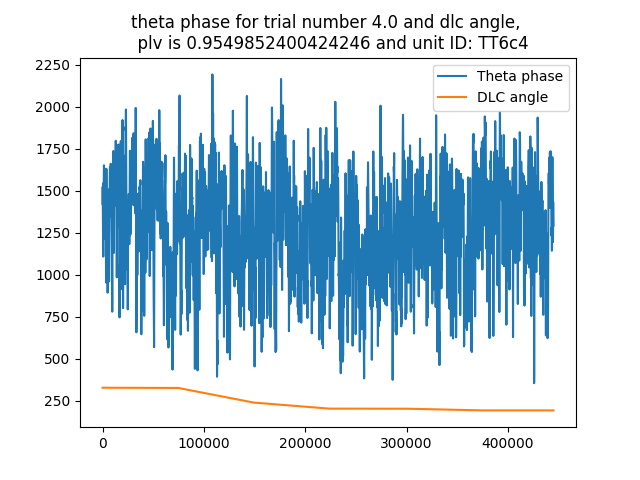 theta phase for trial number 4.0 and dlc angle,
plv is 0.9549852400424246 and unit ID: TT6c4
Theta phase
DLC angle
2250
2000
1750
1500
1250
1000
750
500
250
0 100000 200000 300000 400000